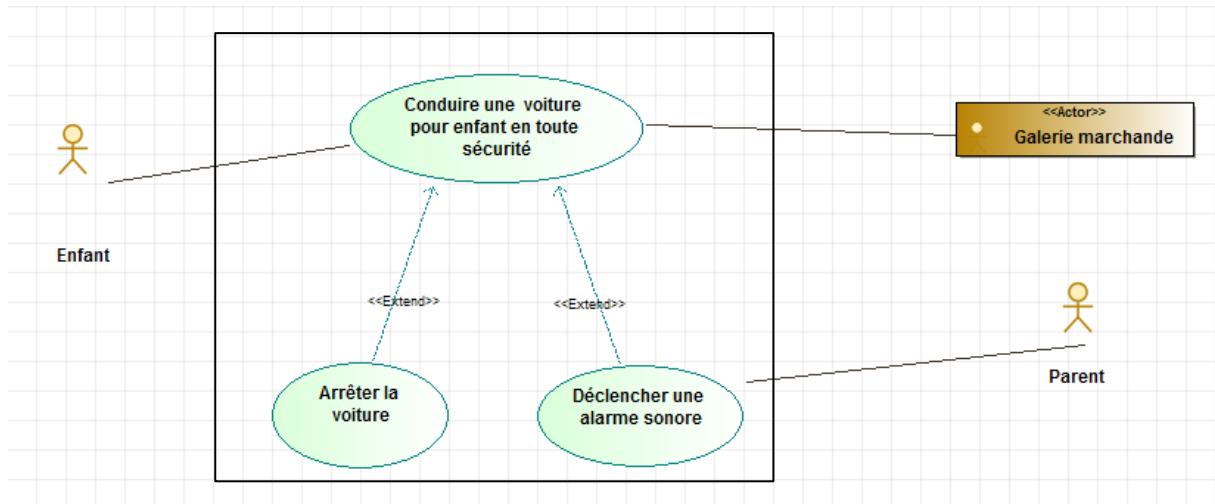 Conduire une voiture
pour enfant en toute
sécurité
<<Actor>>
Galerie marchande
Enfant
<<Extend>>
<<Extend>>
Arrêter la
voiture
Déclencher une
alarme sonore
Parent